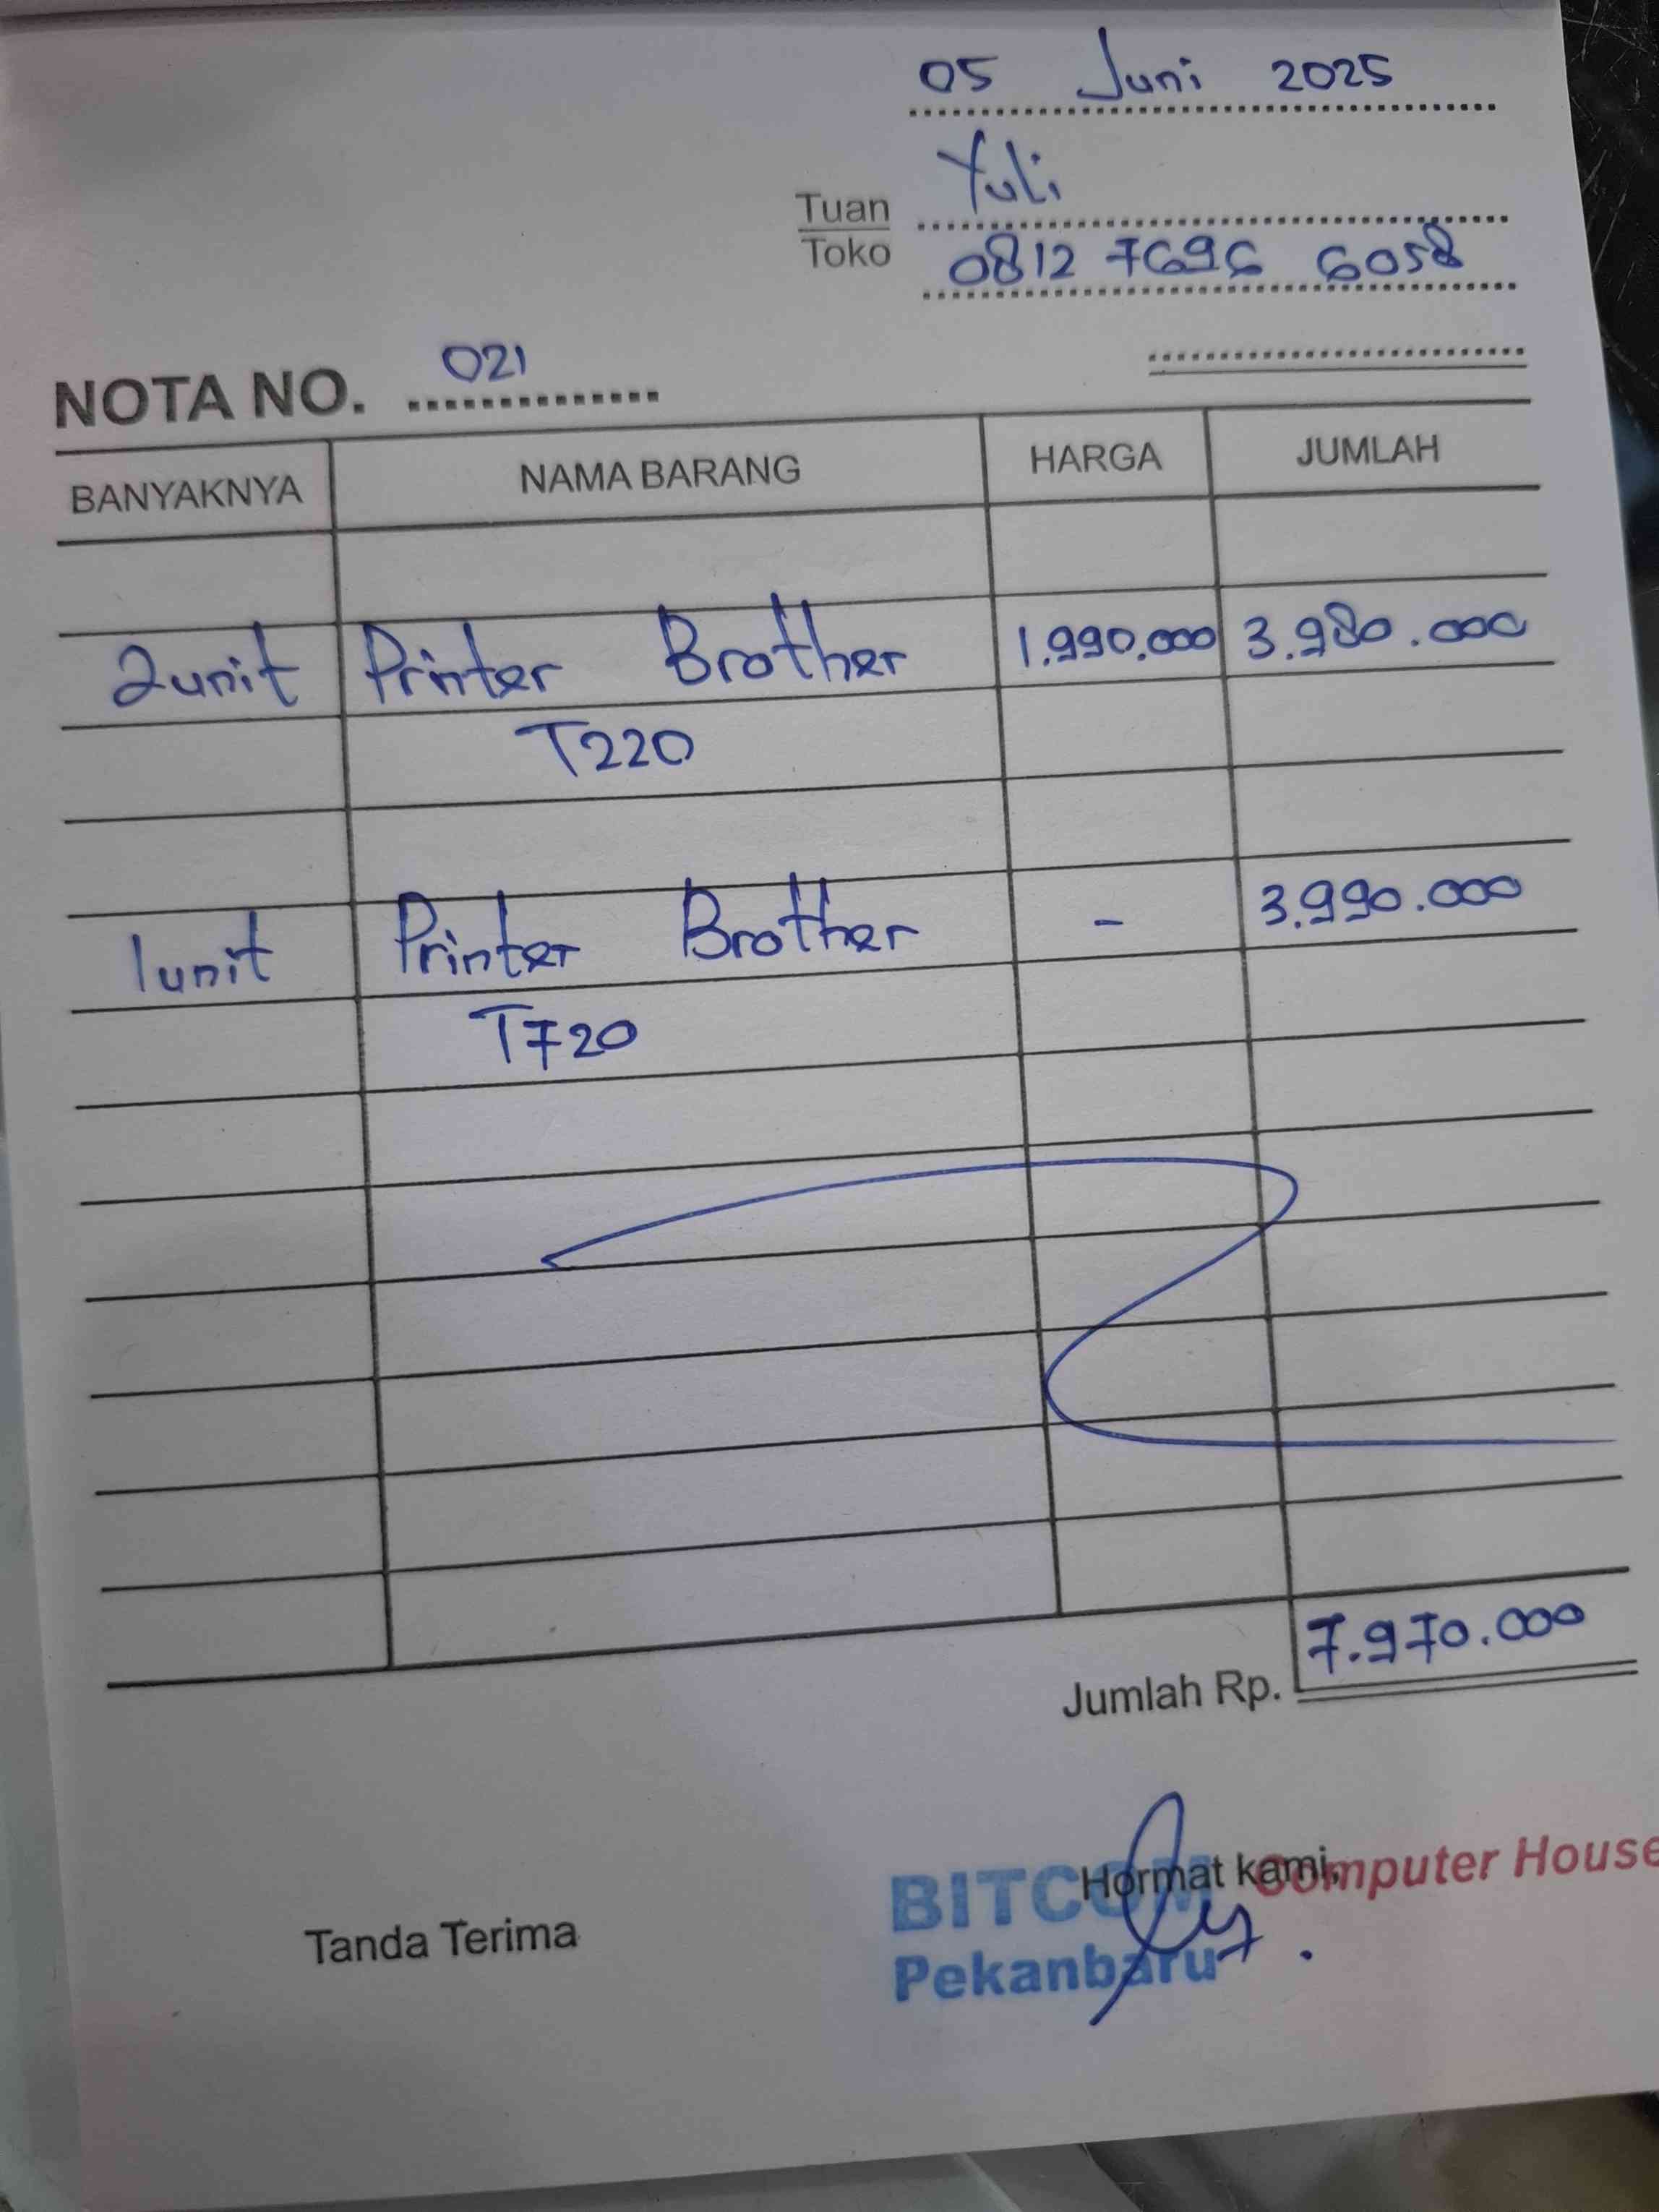 05 Juni 2025
Tuan Yuli
Toko 0812 7696 6058
NOTA NO. 021
BANYAKNYA NAMA BARANG HARGA JUMLAH
2unit Printer Brother 1.990.000 3.980.000
T220
1unit Printer Brother - 3.990.000
T720
Jumlah Rp. 7.970.000
Tanda Terima Hormat kami,
BITCOM Computer House
Pekanbaru